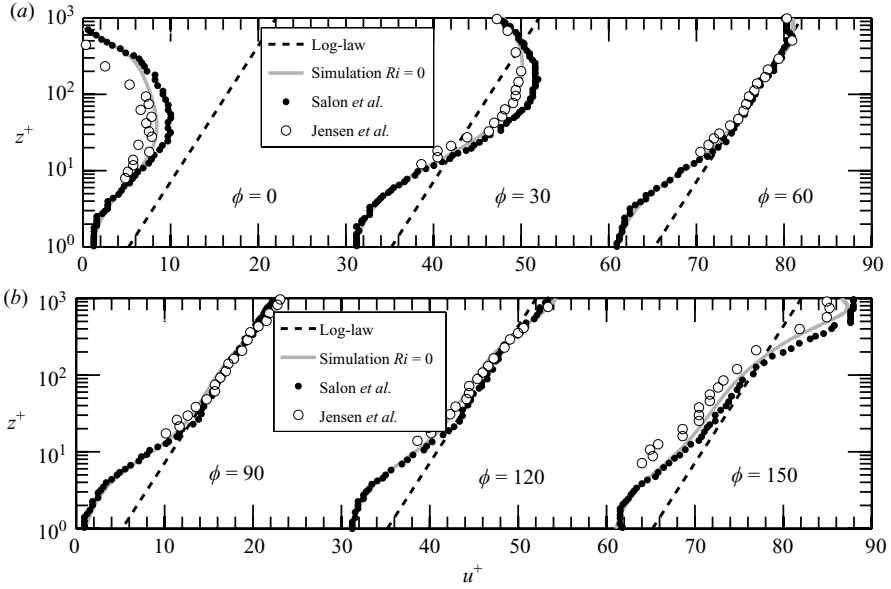 (a)
10³
10²
10¹
10⁰
z⁺
Log-law
Simulation Ri = 0
Salon et al.
Jensen et al.
ϕ = 0
ϕ = 30
ϕ = 60
0 10 20 30 40 50 60 70 80 90
(b)
10³
10²
10¹
10⁰
z⁺
Log-law
Simulation Ri = 0
Salon et al.
Jensen et al.
ϕ = 90
ϕ = 120
ϕ = 150
0 10 20 30 40 50 60 70 80 90
u⁺